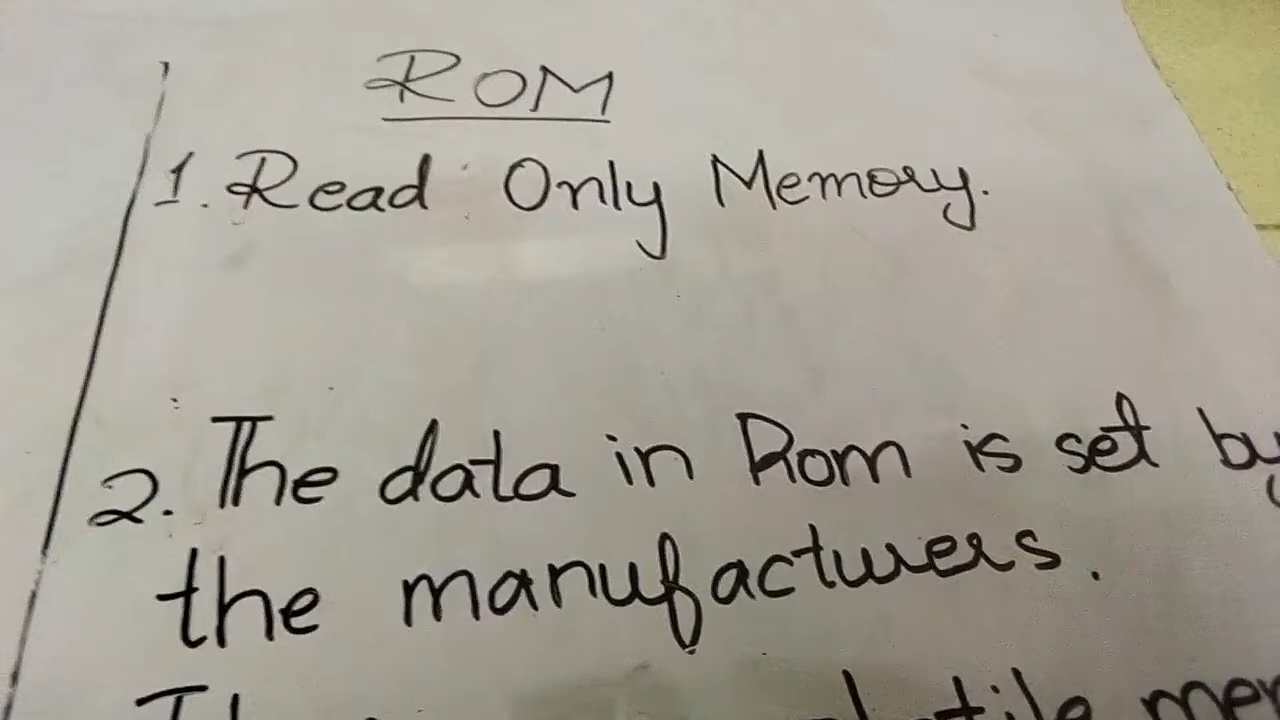 ROM
1. Read Only Memory.
2. The data in Rom is set by
the manufacturers.